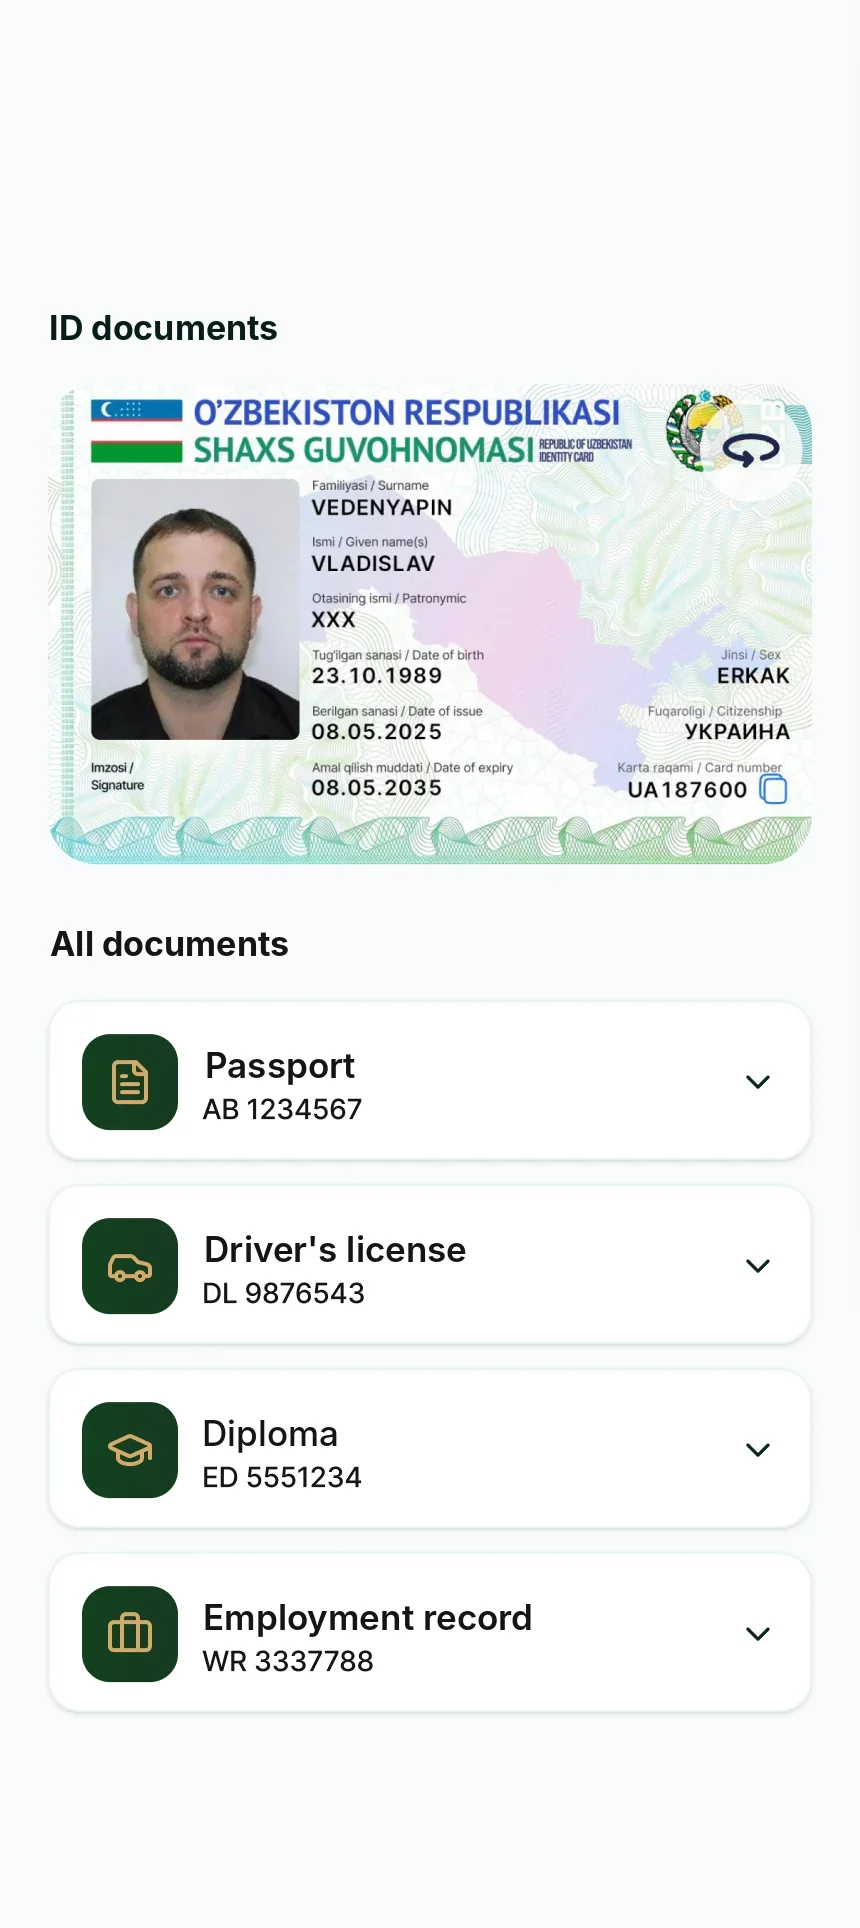 ID documents
O’ZBEKISTON RESPUBLIKASI
SHAXS GUVOHNOMASI
REPUBLIC OF UZBEKISTAN
IDENTITY CARD
UZB
Familiyasi / Surname
VEDENYAPIN
Ismi / Given name(s)
VLADISLAV
Otasining ismi / Patronymic
XXX
Tug'ilgan sanasi / Date of birth
23.10.1989
Jinsi / Sex
ERKAK
Berilgan sanasi / Date of issue
08.05.2025
Fuqaroligi / Citizenship
УКРАИНА
Amal qilish muddati / Date of expiry
08.05.2035
Karta raqami / Card number
UA187600
Imzosi /
Signature
All documents
Passport
AB 1234567
Driver's license
DL 9876543
Diploma
ED 5551234
Employment record
WR 3337788